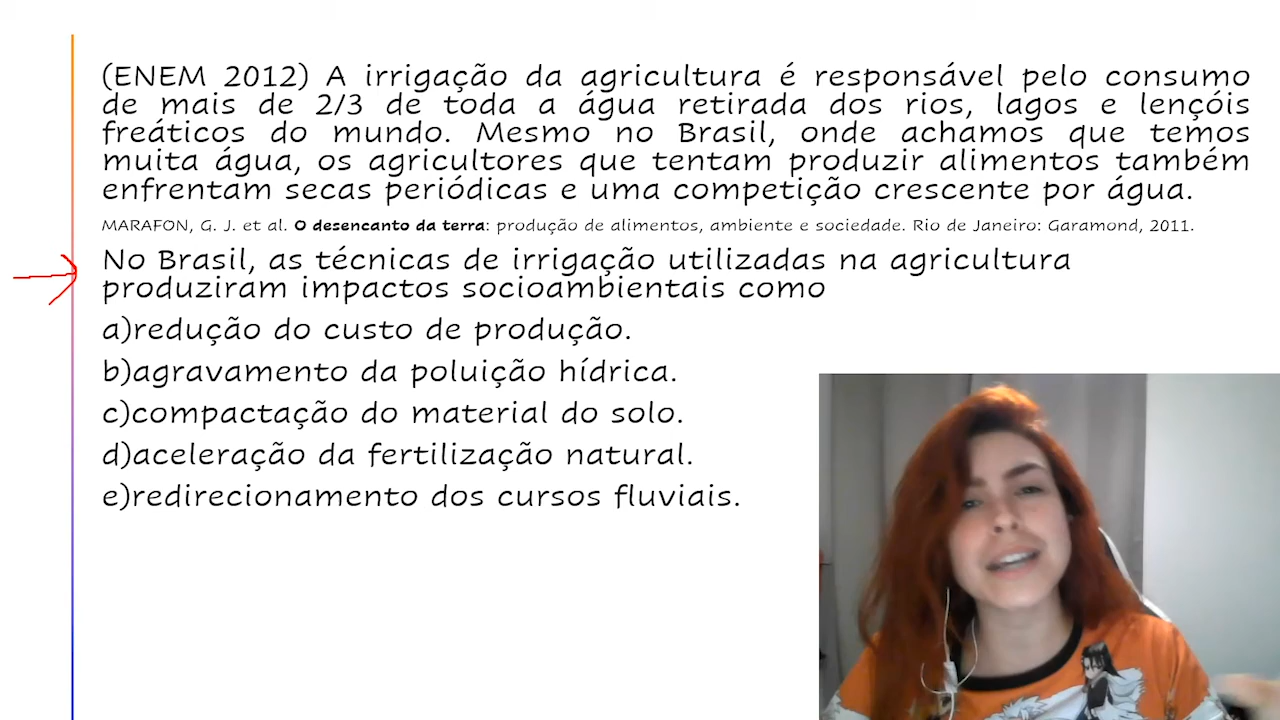 (ENEM 2012) A irrigação da agricultura é responsável pelo consumo
de mais de 2/3 de toda a água retirada dos rios, lagos e lençóis
freáticos do mundo. Mesmo no Brasil, onde achamos que temos
muita água, os agricultores que tentam produzir alimentos também
enfrentam secas periódicas e uma competição crescente por água.
MARAFON, G. J. et al. O desencanto da terra: produção de alimentos, ambiente e sociedade. Rio de Janeiro: Garamond, 2011.
No Brasil, as técnicas de irrigação utilizadas na agricultura
produziram impactos socioambientais como
a)redução do custo de produção.
b)agravamento da poluição hídrica.
c)compactação do material do solo.
d)aceleração da fertilização natural.
e)redirecionamento dos cursos fluviais.